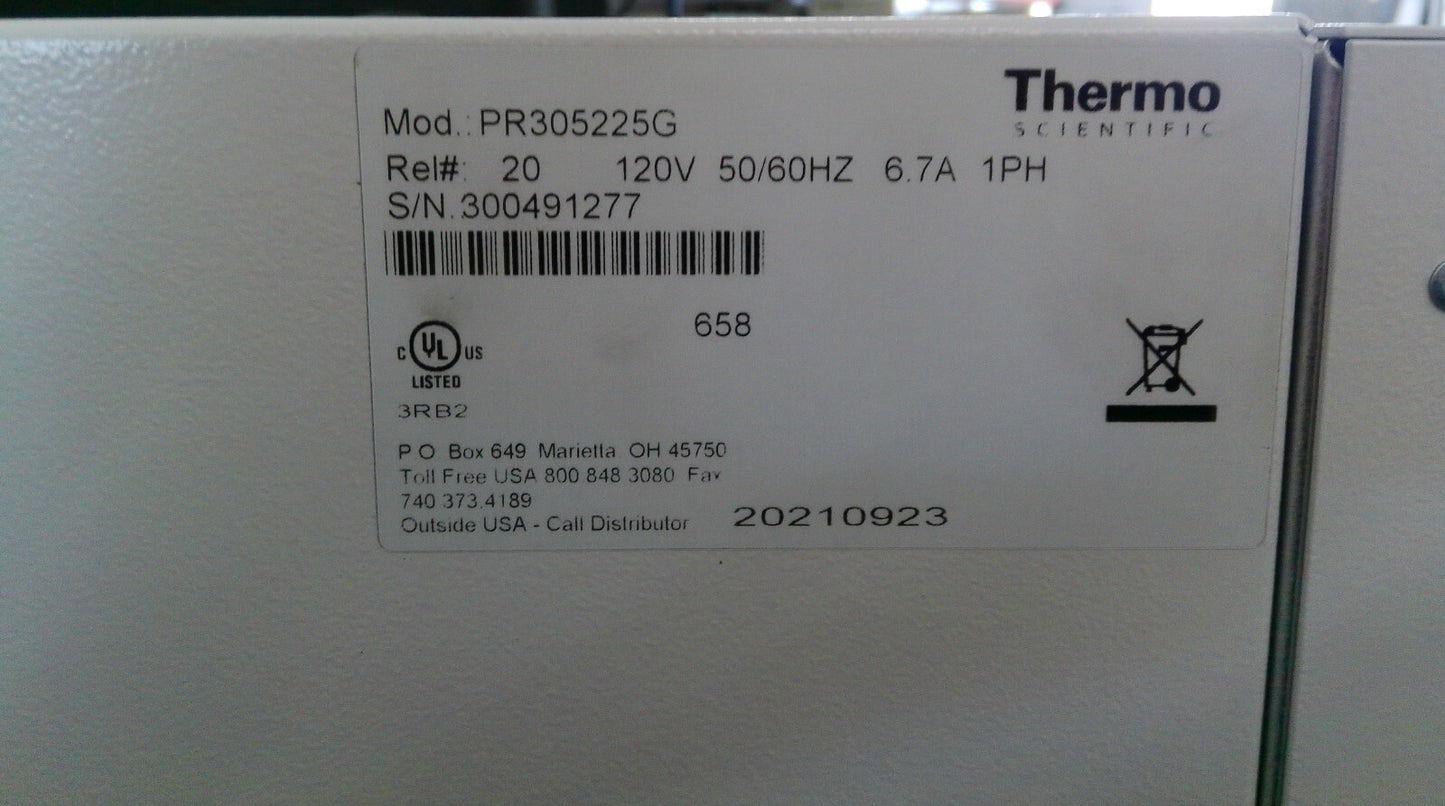 Thermo
SCIENTIFIC
Mod.: PR305225G
Rel#: 20 120V 50/60HZ 6.7A 1PH
S/N.300491277
658
C UL US
LISTED
3RB2
P O Box 649 Marietta OH 45750
Toll Free USA 800 848 3080 Fax
740 373.4189
Outside USA - Call Distributor 20210923